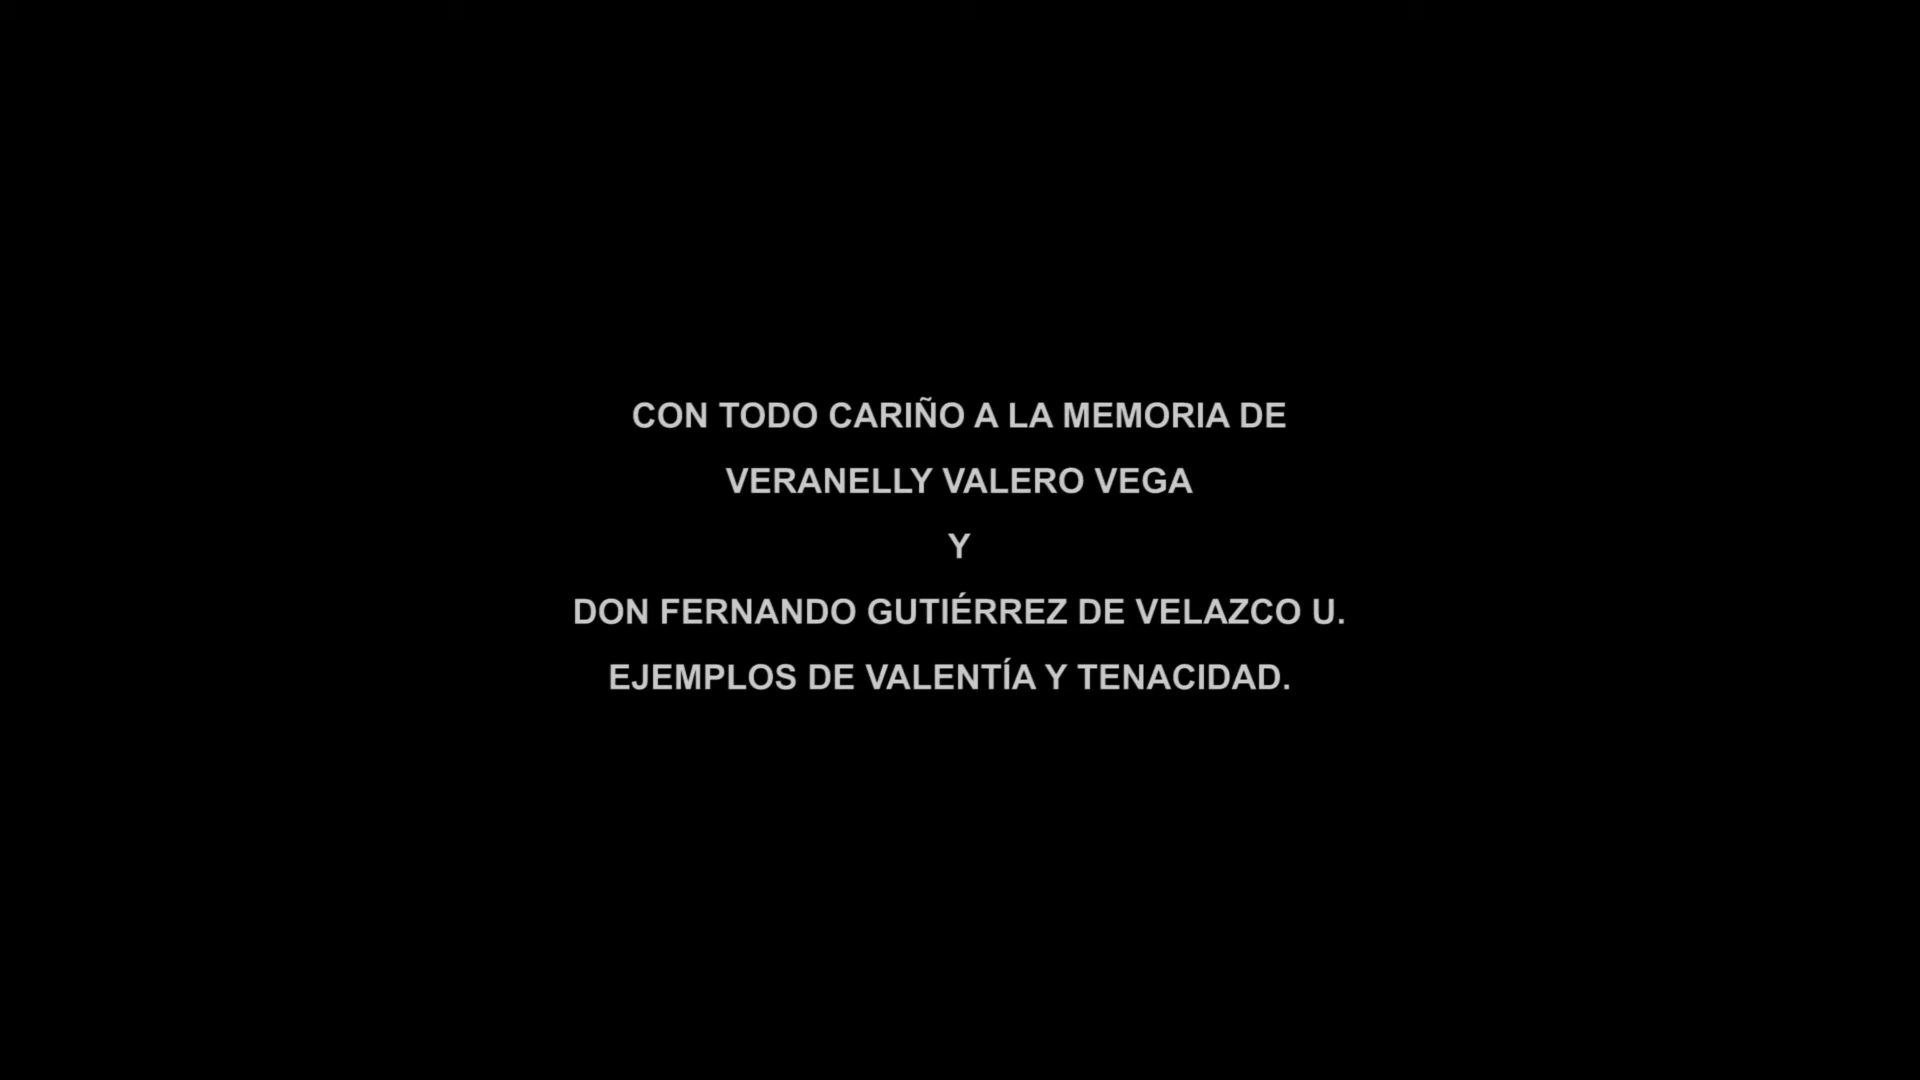 CON TODO CARIÑO A LA MEMORIA DE
VERANELLY VALERO VEGA
Y
DON FERNANDO GUTIÉRREZ DE VELAZCO U.
EJEMPLOS DE VALENTÍA Y TENACIDAD.